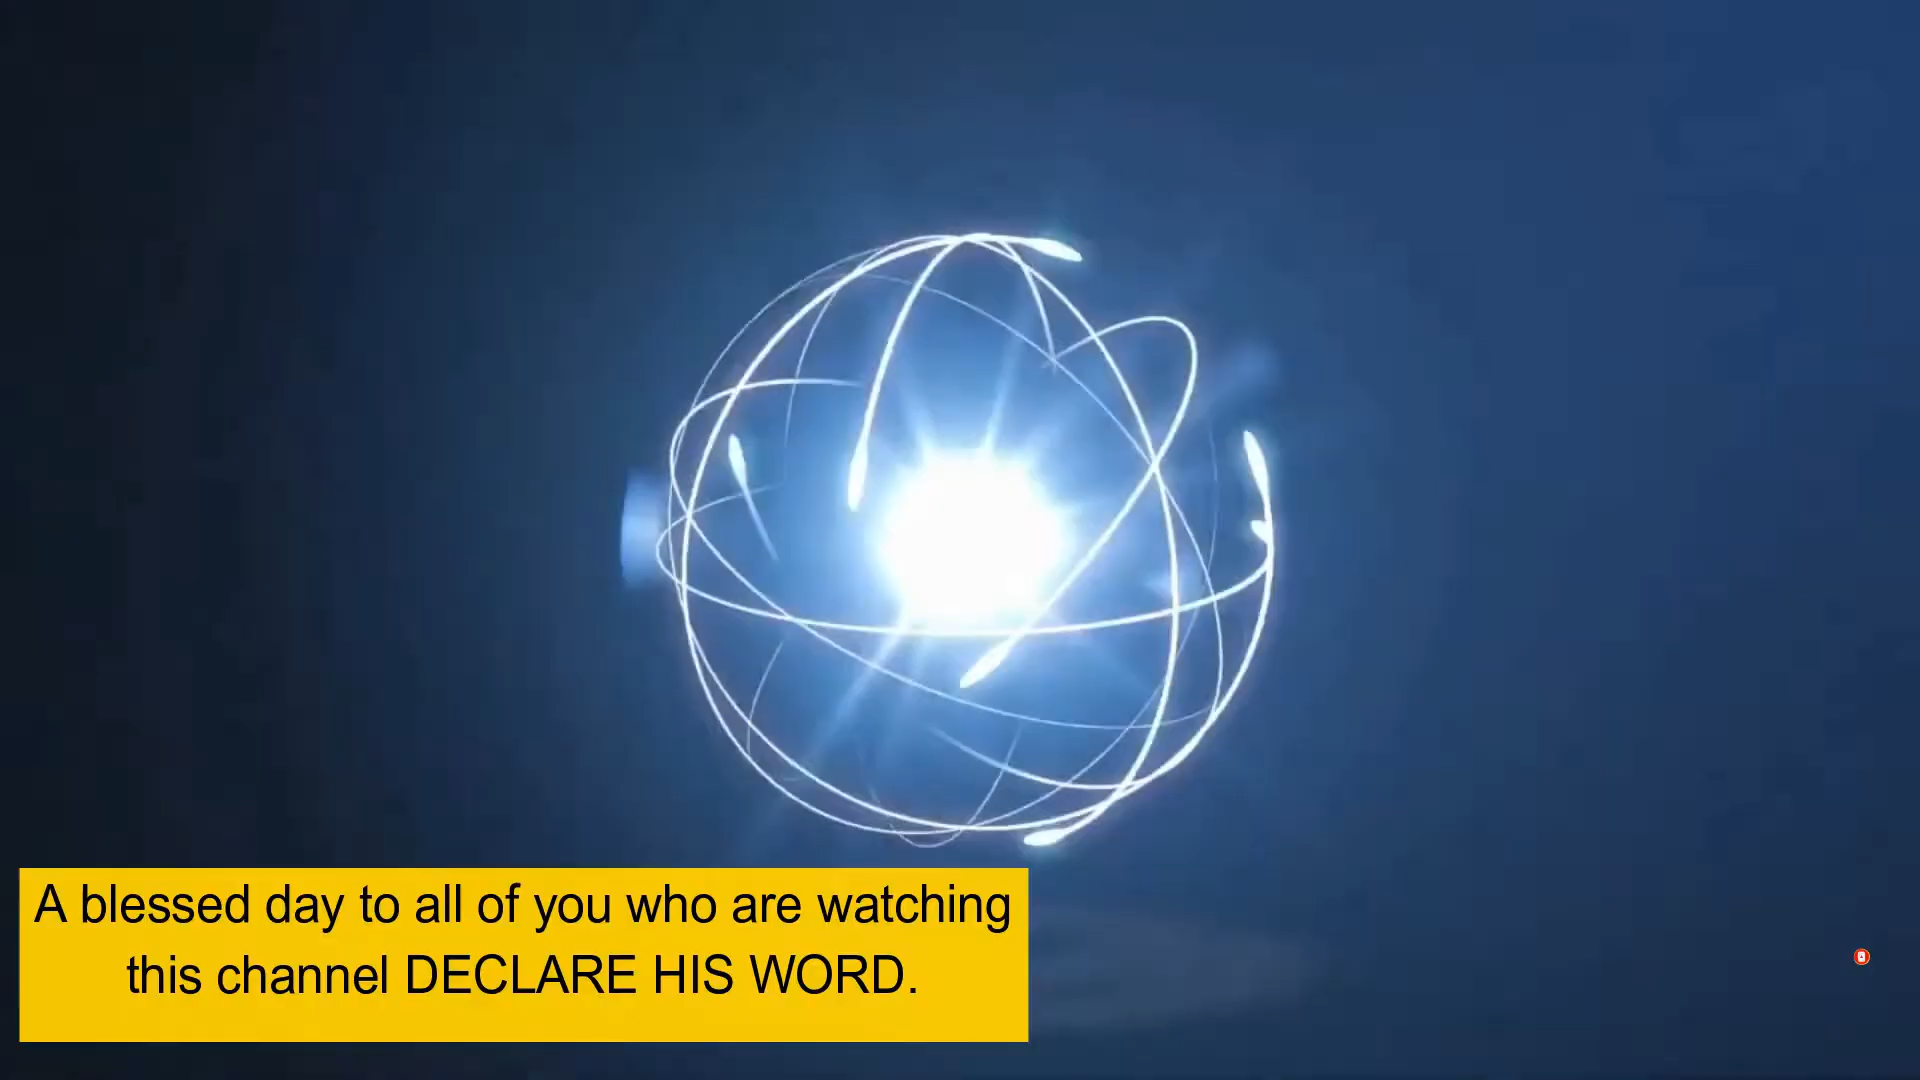 A blessed day to all of you who are watching
this channel DECLARE HIS WORD.